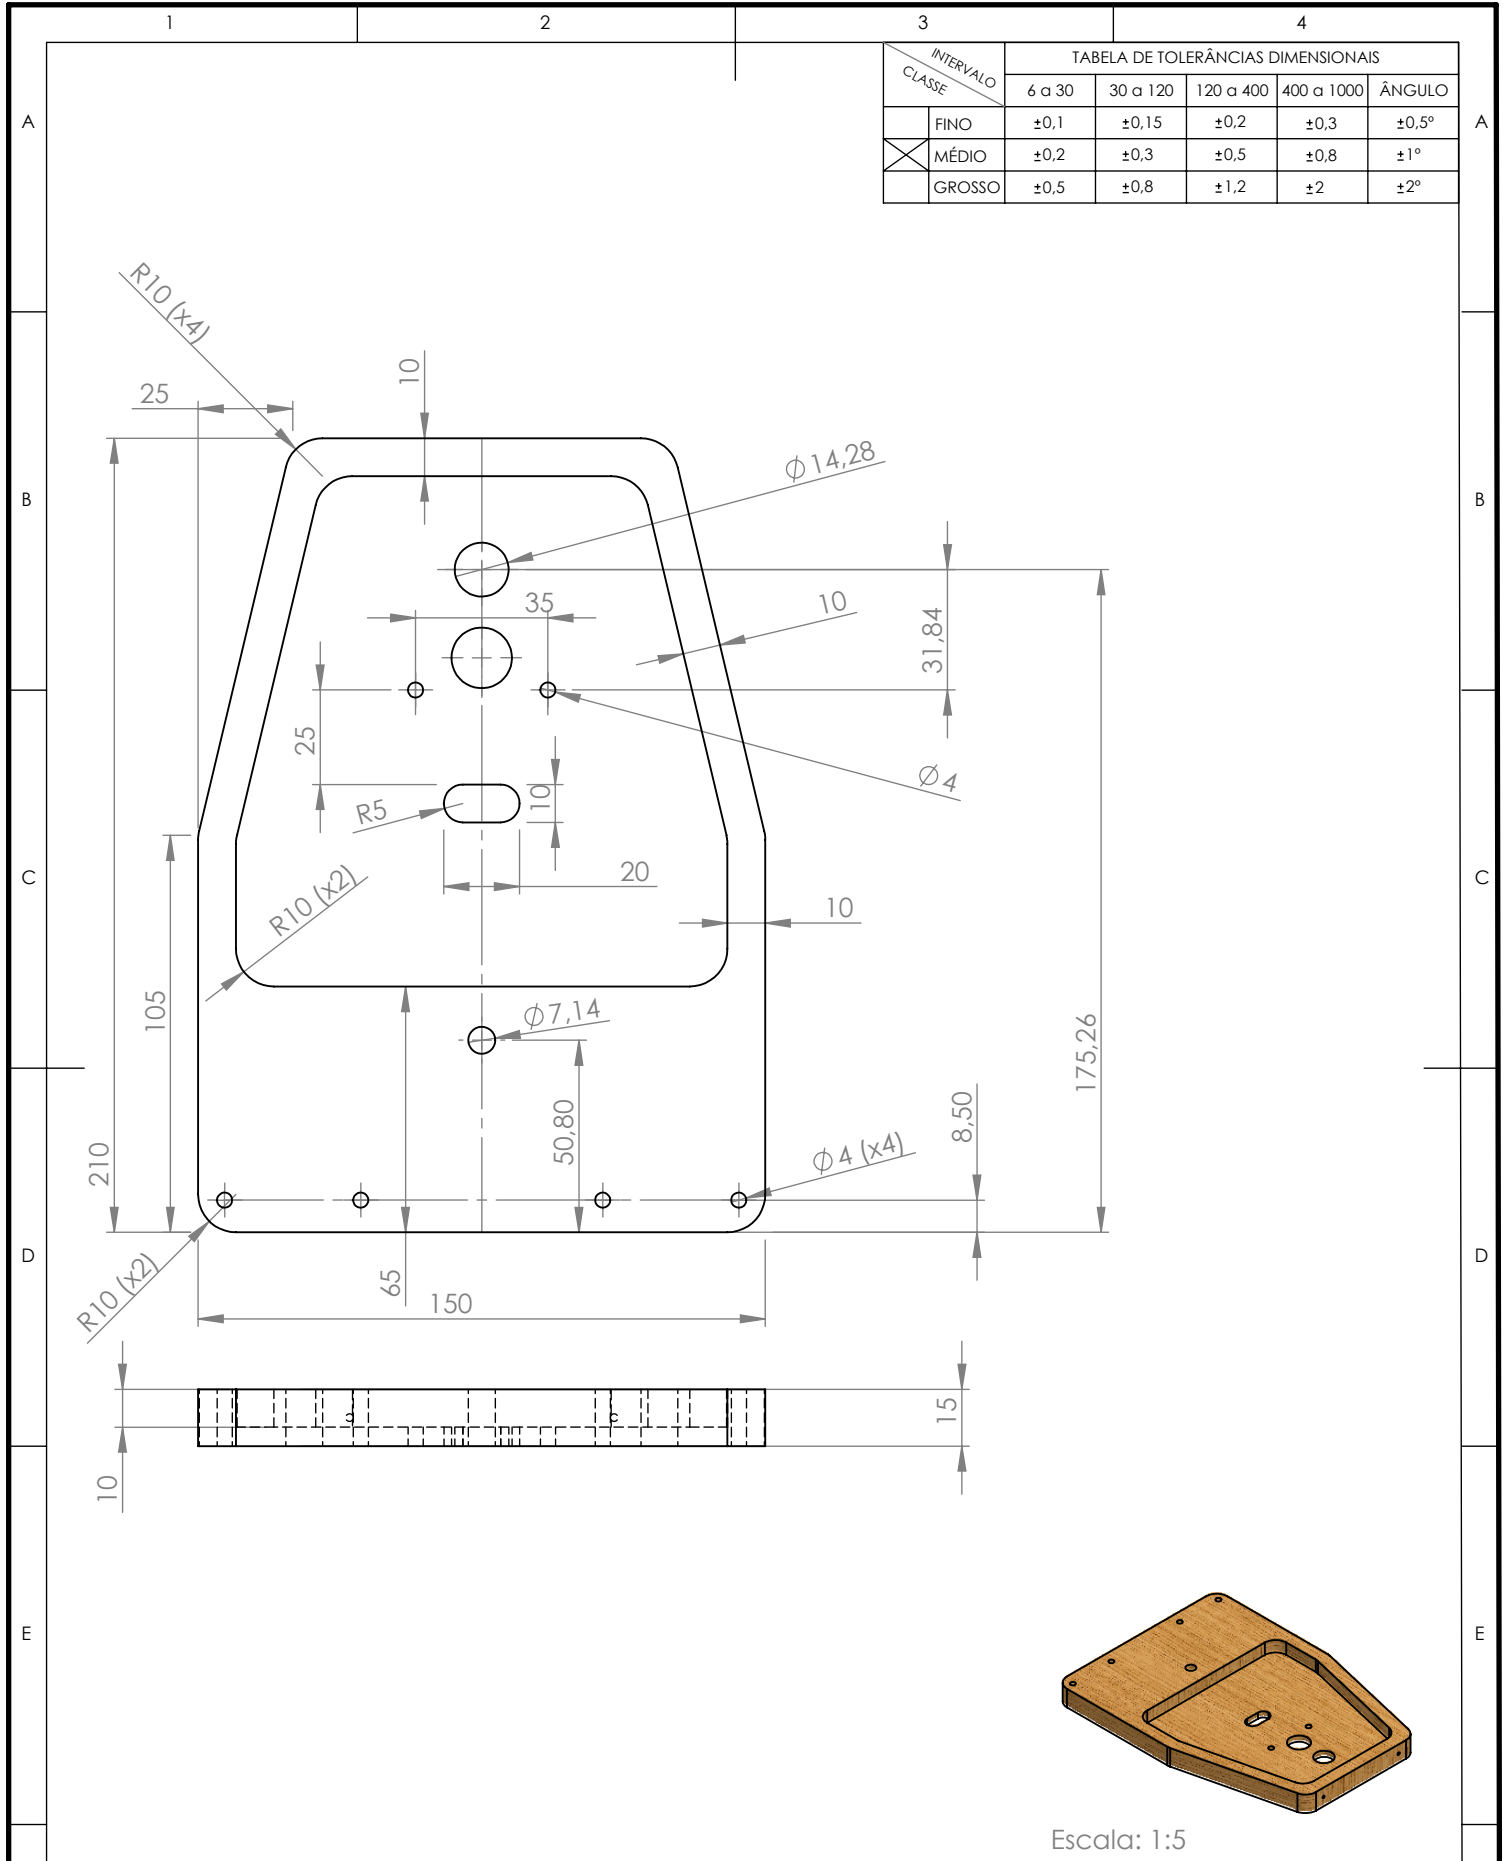 1 2 3 4
INTERVALO
CLASSE
TABELA DE TOLERÂNCIAS DIMENSIONAIS
6 a 30 30 a 120 120 a 400 400 a 1000 ÂNGULO
FINO ±0,1 ±0,15 ±0,2 ±0,3 ±0,5°
MÉDIO ±0,2 ±0,3 ±0,5 ±0,8 ±1°
GROSSO ±0,5 ±0,8 ±1,2 ±2 ±2°
A A
R10 (x4)
10
25
∅14,28
B B
35
10
31,84
25
∅4
10
R5
20
C C
R10 (x2)
10
105
∅7,14
175,26
50,80
8,50
∅4 (x4)
210
D D
65
R10 (x2)
150
15
10
E E
Escala: 1:5